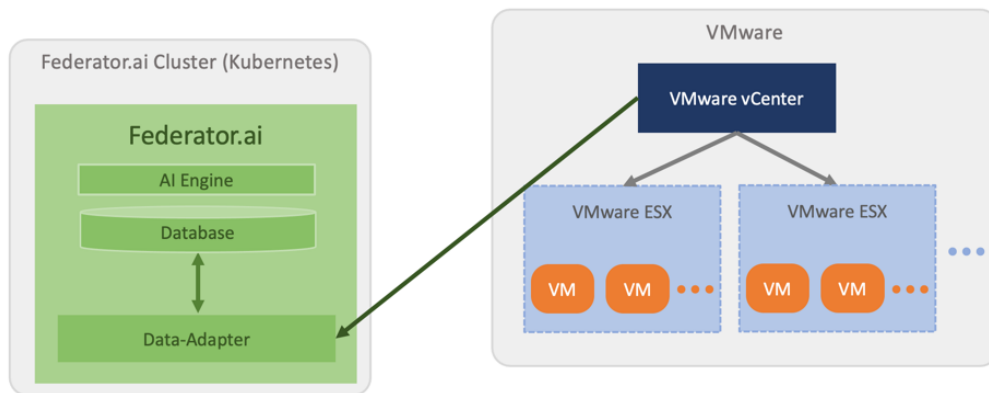 Federator.ai Cluster (Kubernetes)
Federator.ai
AI Engine
Database
Data-Adapter
VMware
VMware vCenter
VMware ESX
VM
VM
VMware ESX
VM
VM